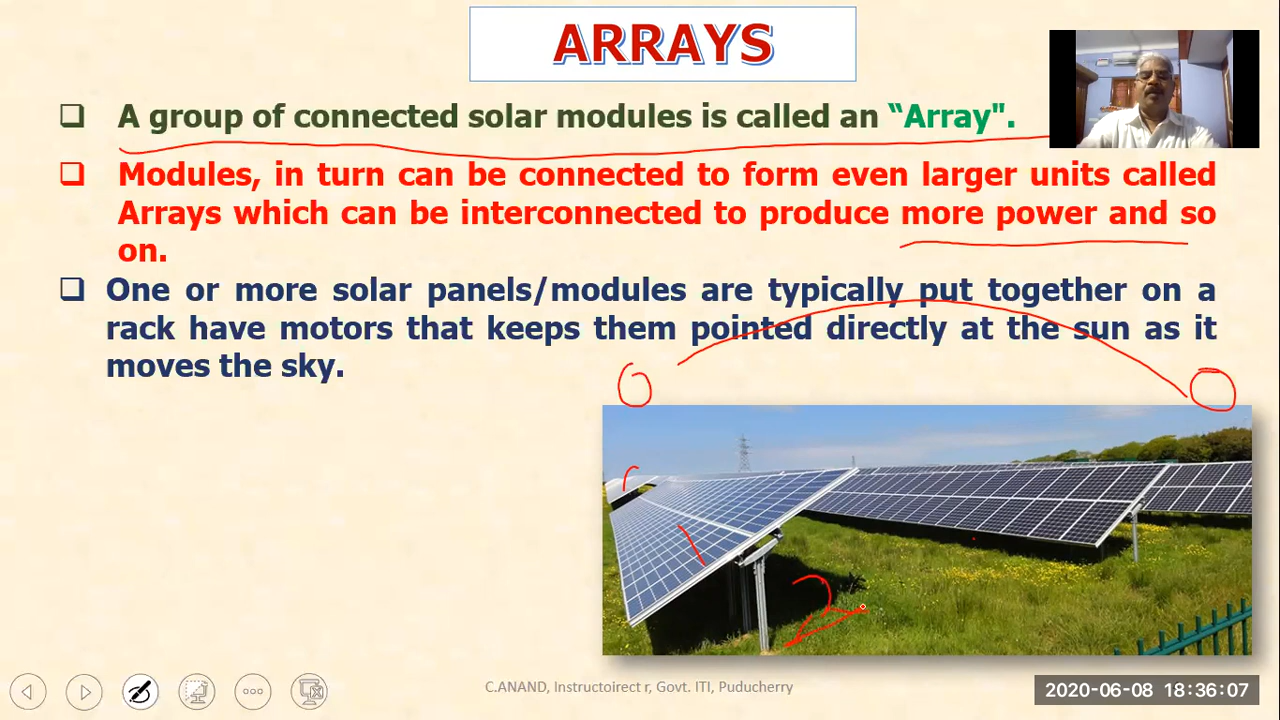 ARRAYS
❑ A group of connected solar modules is called an “Array".
❑ Modules, in turn can be connected to form even larger units called
Arrays which can be interconnected to produce more power and so
on.
❑ One or more solar panels/modules are typically put together on a
rack have motors that keeps them pointed directly at the sun as it
moves the sky.
2
C.ANAND, Instructoirect r, Govt. ITI, Puducherry
2020-06-08 18:36:07